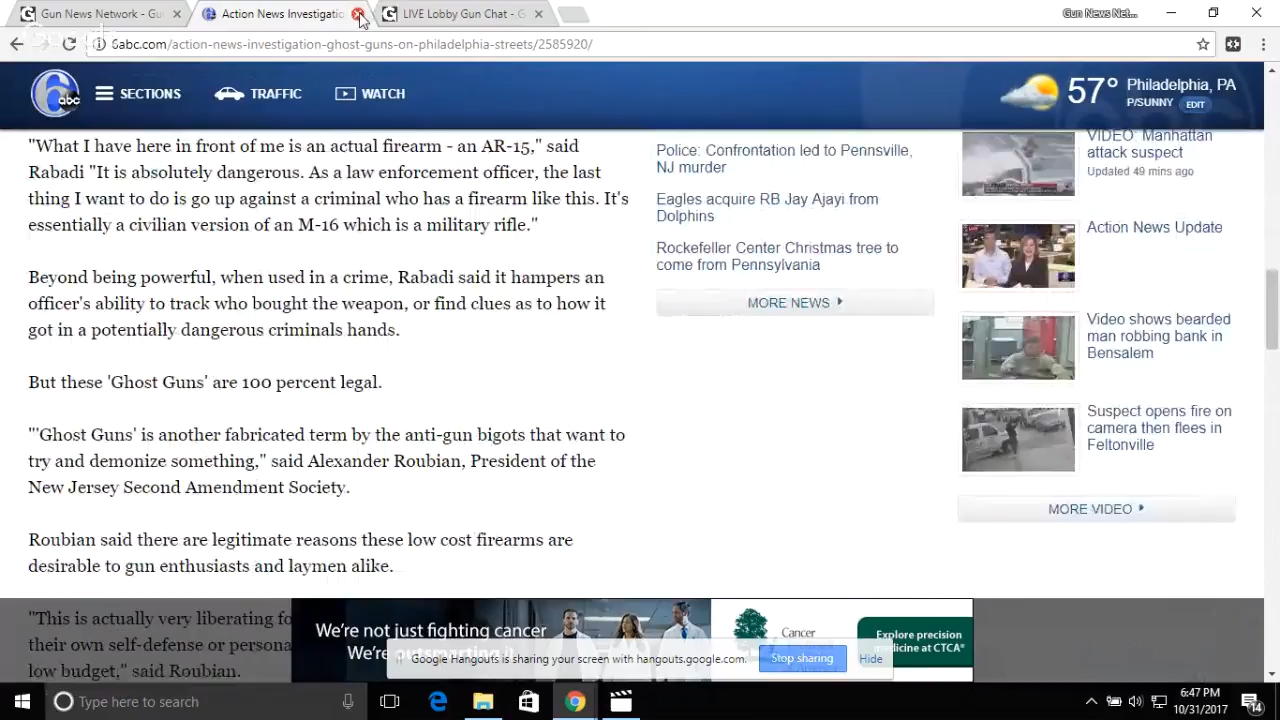 Gun News Network - Gun
Action News Investigatio
LIVE Lobby Gun Chat - G
Gun News Net...
6abc.com/action-news-investigation-ghost-guns-on-philadelphia-streets/2585920/
6 abc
SECTIONS
TRAFFIC
WATCH
57°
Philadelphia, PA
P/SUNNY
EDIT
"What I have here in front of me is an actual firearm - an AR-15," said
Rabadi "It is absolutely dangerous. As a law enforcement officer, the last
thing I want to do is go up against a criminal who has a firearm like this. It's
essentially a civilian version of an M-16 which is a military rifle."
Beyond being powerful, when used in a crime, Rabadi said it hampers an
officer's ability to track who bought the weapon, or find clues as to how it
got in a potentially dangerous criminals hands.
But these 'Ghost Guns' are 100 percent legal.
"'Ghost Guns' is another fabricated term by the anti-gun bigots that want to
try and demonize something," said Alexander Roubian, President of the
New Jersey Second Amendment Society.
Roubian said there are legitimate reasons these low cost firearms are
desirable to gun enthusiasts and laymen alike.
"This is actually very liberating fo
their own self-defense or persona
low budget," said Roubian.
Police: Confrontation led to Pennsville,
NJ murder
Eagles acquire RB Jay Ajayi from
Dolphins
Rockefeller Center Christmas tree to
come from Pennsylvania
MORE NEWS
VIDEO: Manhattan
attack suspect
Updated 49 mins ago
Action News Update
Video shows bearded
man robbing bank in
Bensalem
Suspect opens fire on
camera then flees in
Feltonville
MORE VIDEO
We're not just fighting cancer
We're outsmarting
Cancer
Explore precision
medicine at CTCA®
Google Hangouts is sharing your screen with hangouts.google.com.
Stop sharing
Hide
Type here to search
6:47 PM
10/31/2017
14